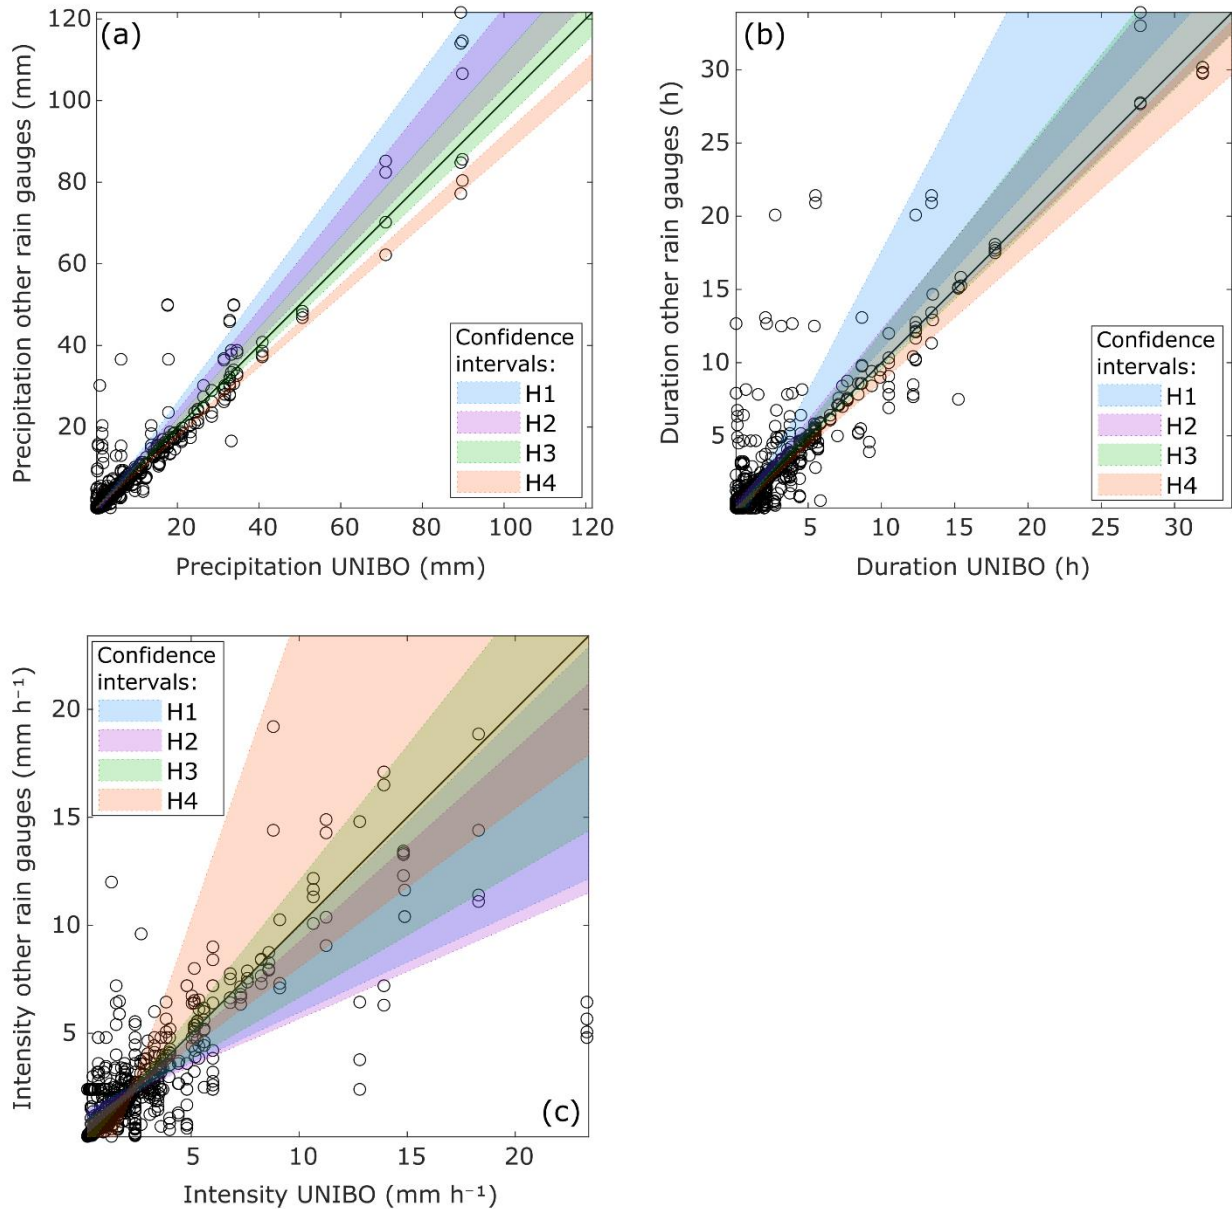 (a)
Precipitation other rain gauges (mm)
120
100
80
60
40
20
Confidence
intervals:
H1
H2
H3
H4
20 40 60 80 100 120
Precipitation UNIBO (mm)
(b)
Duration other rain gauges (h)
30
25
20
15
10
5
Confidence
intervals:
H1
H2
H3
H4
5 10 15 20 25 30
Duration UNIBO (h)
Confidence
intervals:
H1
H2
H3
H4
Intensity other rain gauges (mm h⁻¹)
20
15
10
5
(c)
5 10 15 20
Intensity UNIBO (mm h⁻¹)